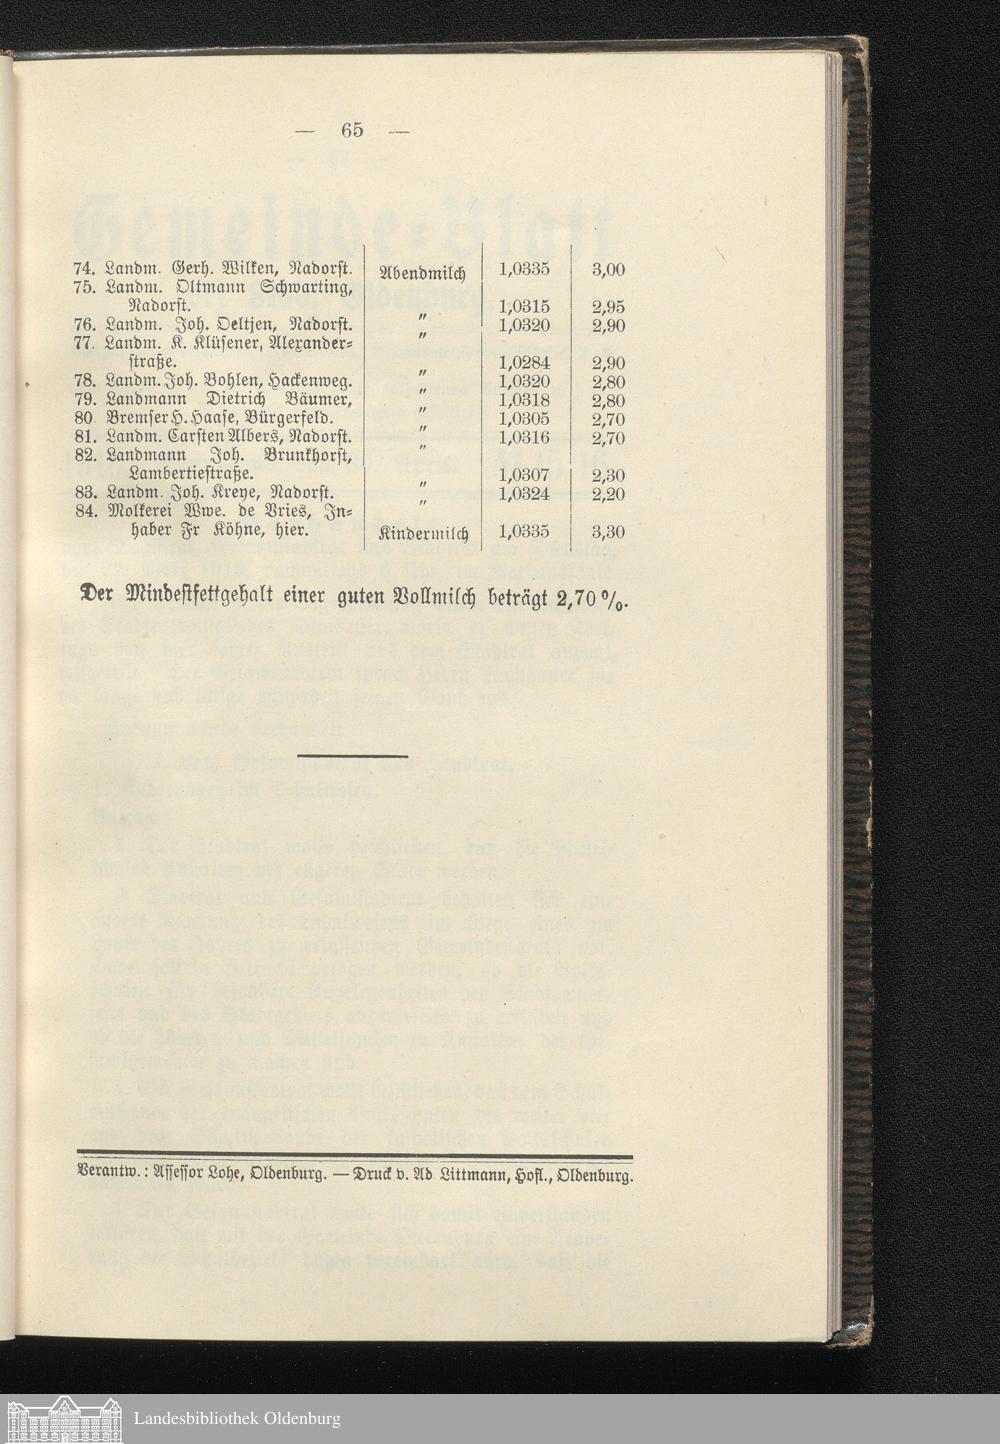 — 65 —
74. Landm. Gerh. Wilken, Nadorst. Abendmilch 1,0335 3,00
75. Landm. Oltmann Schwarting,
Nadorst. " 1,0315 2,95
76. Landm. Joh. Oeltjen, Nadorst. " 1,0320 2,90
77. Landm. K. Klüsener, Alexander=
straße. " 1,0284 2,90
78. Landm. Joh. Bohlen, Hackenweg. " 1,0320 2,80
79. Landmann Dietrich Bäumer, " 1,0318 2,80
80 Bremser H. Haase, Bürgerfeld. " 1,0305 2,70
81. Landm. Carsten Albers, Nadorst. " 1,0316 2,70
82. Landmann Joh. Brunkhorst,
Lambertiestraße. " 1,0307 2,30
83. Landm. Joh. Kreye, Nadorst. " 1,0324 2,20
84. Molkerei Wwe. de Vries, In=
haber Fr Köhne, hier. Kindermilch 1,0335 3,30
Der Mindestfettgehalt einer guten Vollmilch beträgt 2,70 %.
Verantw.: Assessor Lohe, Oldenburg. — Druck v. Ad Littmann, Hofl., Oldenburg.
Landesbibliothek Oldenburg